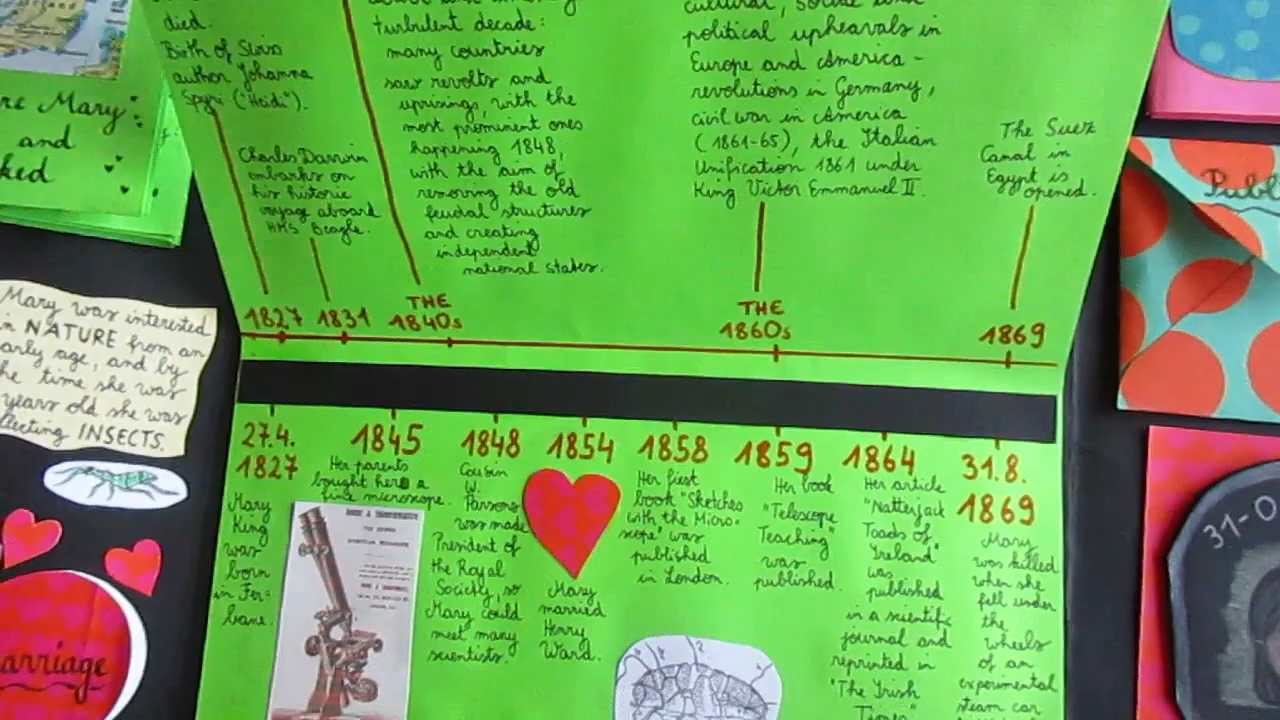 died.
Birth of Swiss
author Johanna
Spyri ("Heidi").
turbulent decade:
many countries
saw revolts and
uprisings, with the
most prominent ones
happening 1848,
with the aim of
removing the old
feudal structures
and creating
independent
national states.
cultural, social and
political upheavals in
Europe and America -
revolutions in Germany,
civil war in America
(1861-65), the Italian
Unification 1861 under
King Victor Emmanuel II.
Charles Darwin
embarks on
his historic
voyage aboard
HMS Beagle.
The Suez
Canal in
Egypt is
opened.
1827
1831
THE
1840s
THE
1860s
1869
27.4.
1827
Mary
King
was
born
in Fer-
bane.
1845
Her parents
bought her a
fine microscope.
1848
Cousin
W.
Parsons
was made
President of
the Royal
Society, so
Mary could
meet many
scientists.
1854
Mary
married
Henry
Ward.
1858
Her first
book "Sketches
with the Micro-
scope" was
published
in London.
1859
Her book
"Telescope
Teaching"
was
published.
1864
Her article
"Natterjack
Toads of
Ireland"
was
published
in a scientific
journal and
reprinted in
"The Irish
Times"
31.8.
1869
Mary
was killed
when she
fell under
the
wheels
of an
experimental
steam car
re Mary
and
ked
Mary was interested
in NATURE from an
early age, and by
the time she was
years old she was
llecting INSECTS.
arriage
Publ
31-0